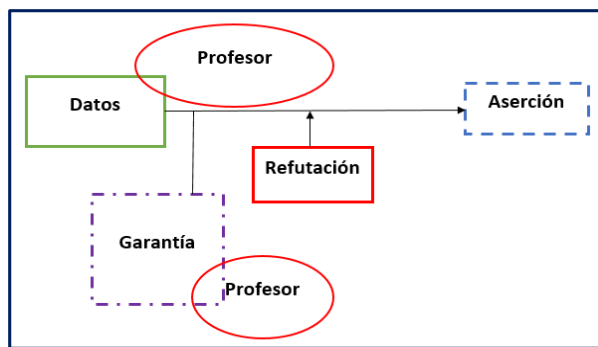 Profesor
Datos
Aserción
Refutación
Garantía
Profesor